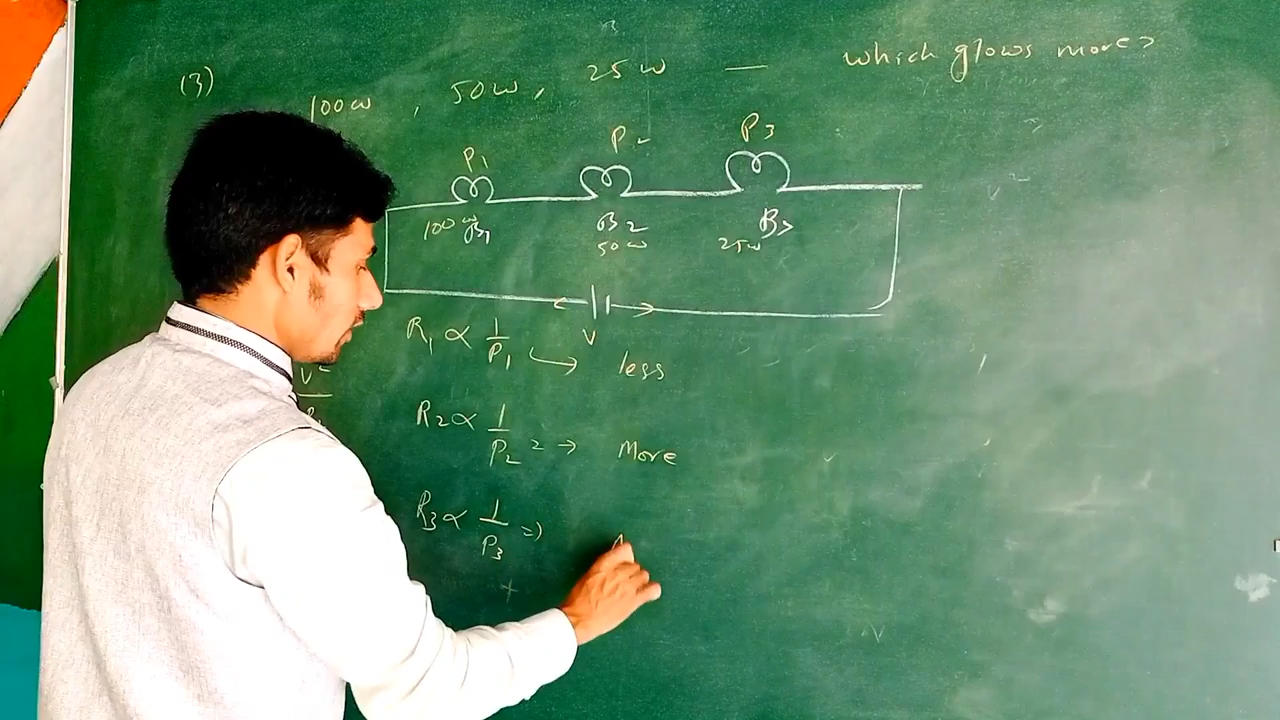 (3)
100w, 50w, 25w — which glows more>
P1 P2 P3
100w B1 B2 50w 25w B3
V
R1 ∝ 1/P1 → less
R2 ∝ 1/P2 → More
R3 ∝ 1/P3 =>